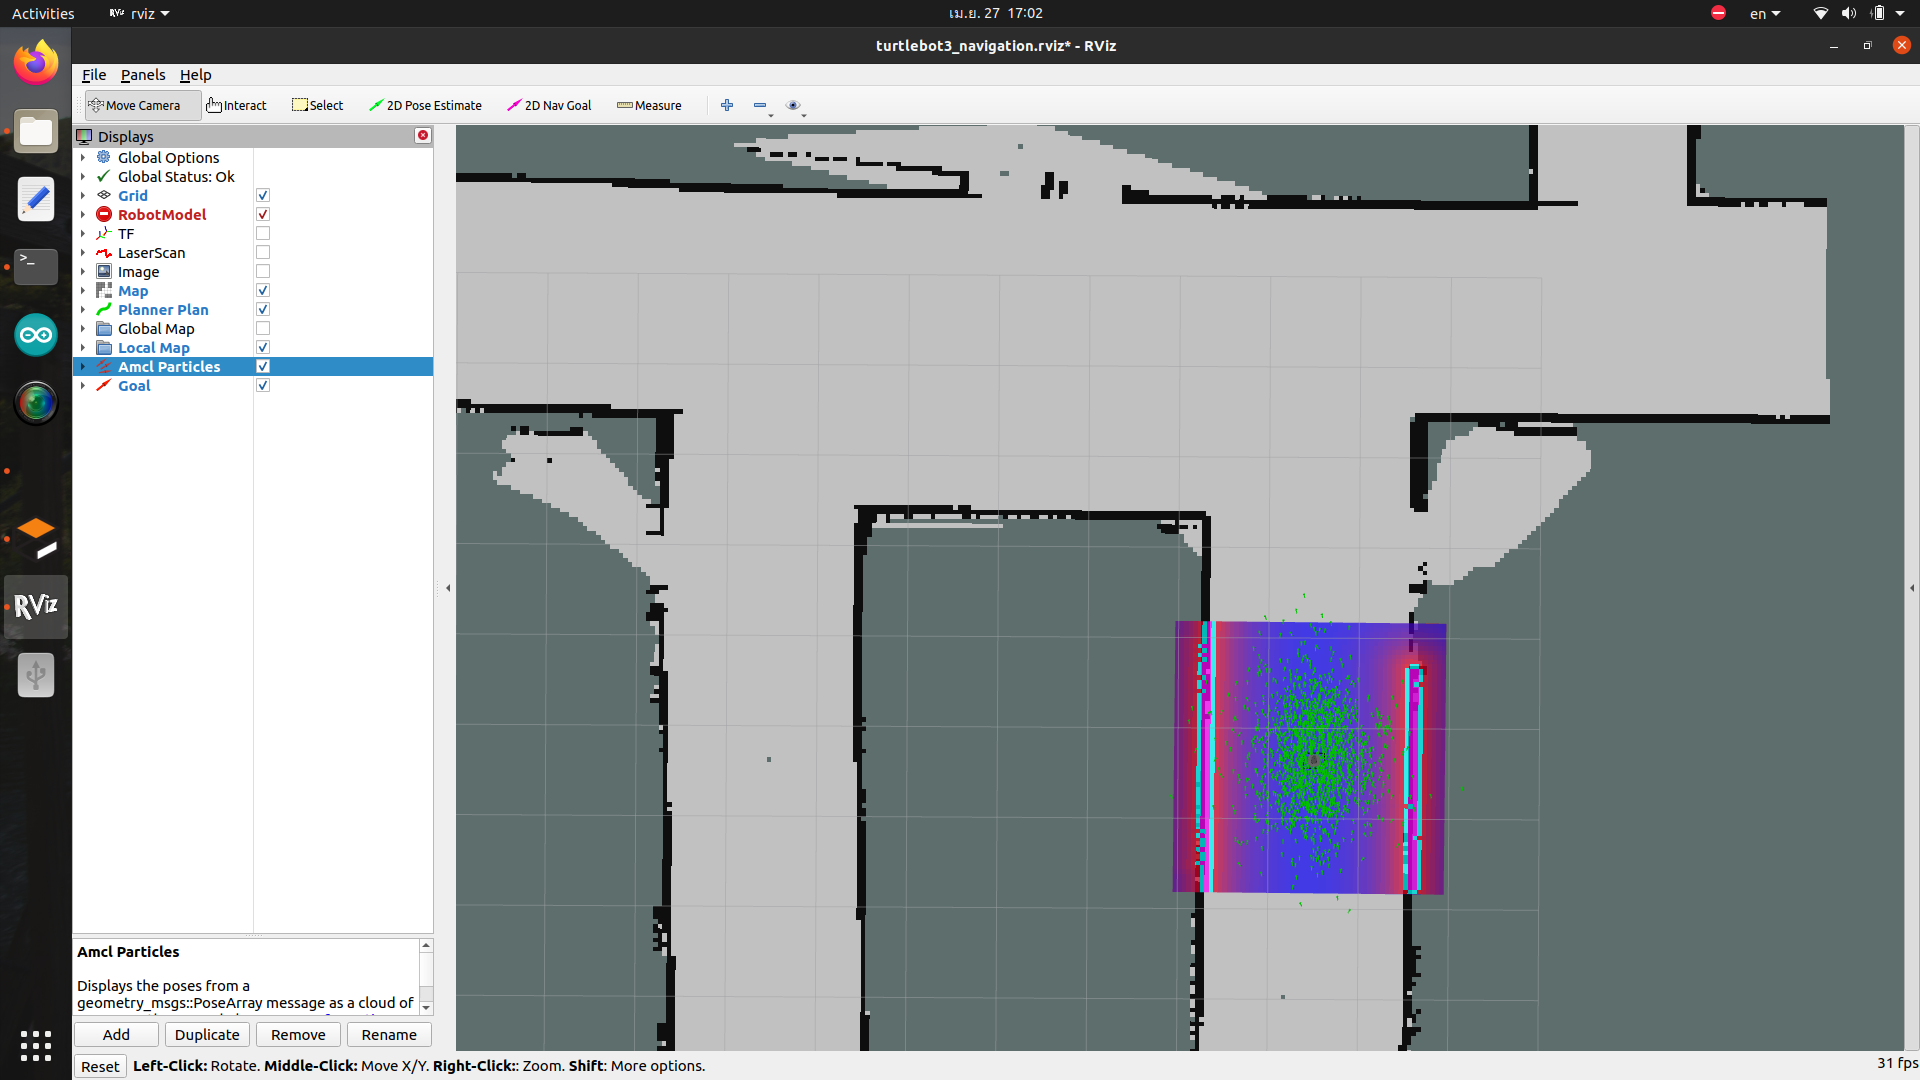 Activities
RViz rviz
เม.ย. 27 17:02
en
turtlebot3_navigation.rviz* - RViz
File Panels Help
Move Camera Interact Select 2D Pose Estimate 2D Nav Goal Measure
Displays
Global Options
Global Status: Ok
Grid
RobotModel
TF
LaserScan
Image
Map
Planner Plan
Global Map
Local Map
Amcl Particles
Goal
>_
RViz
Amcl Particles
Displays the poses from a
geometry_msgs::PoseArray message as a cloud of
Add Duplicate Remove Rename
Reset Left-Click: Rotate. Middle-Click: Move X/Y. Right-Click:: Zoom. Shift: More options.
31 fps